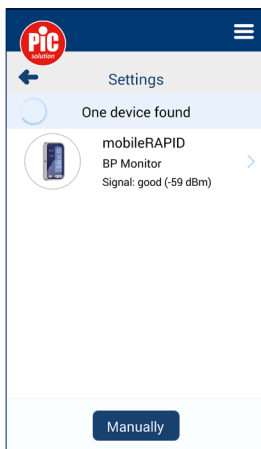 PiC
solution
Settings
One device found
mobileRAPID
BP Monitor
Signal: good (-59 dBm)
Manually